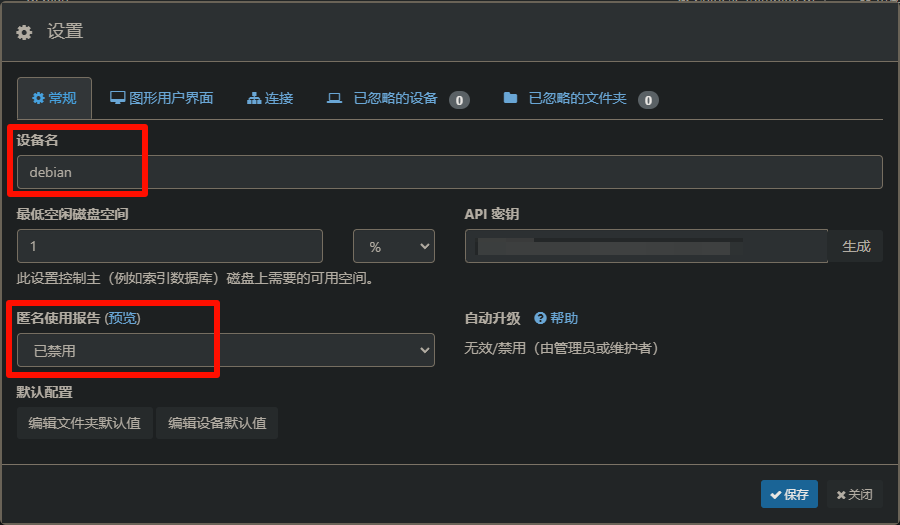 设置
常规 图形用户界面 连接 已忽略的设备 0 已忽略的文件夹 0
设备名
debian
最低空闲磁盘空间 API 密钥
1 % 生成
此设置控制主（例如索引数据库）磁盘上需要的可用空间。
匿名使用报告 (预览) 自动升级 帮助
已禁用 无效/禁用（由管理员或维护者）
默认配置
编辑文件夹默认值 编辑设备默认值
保存 关闭